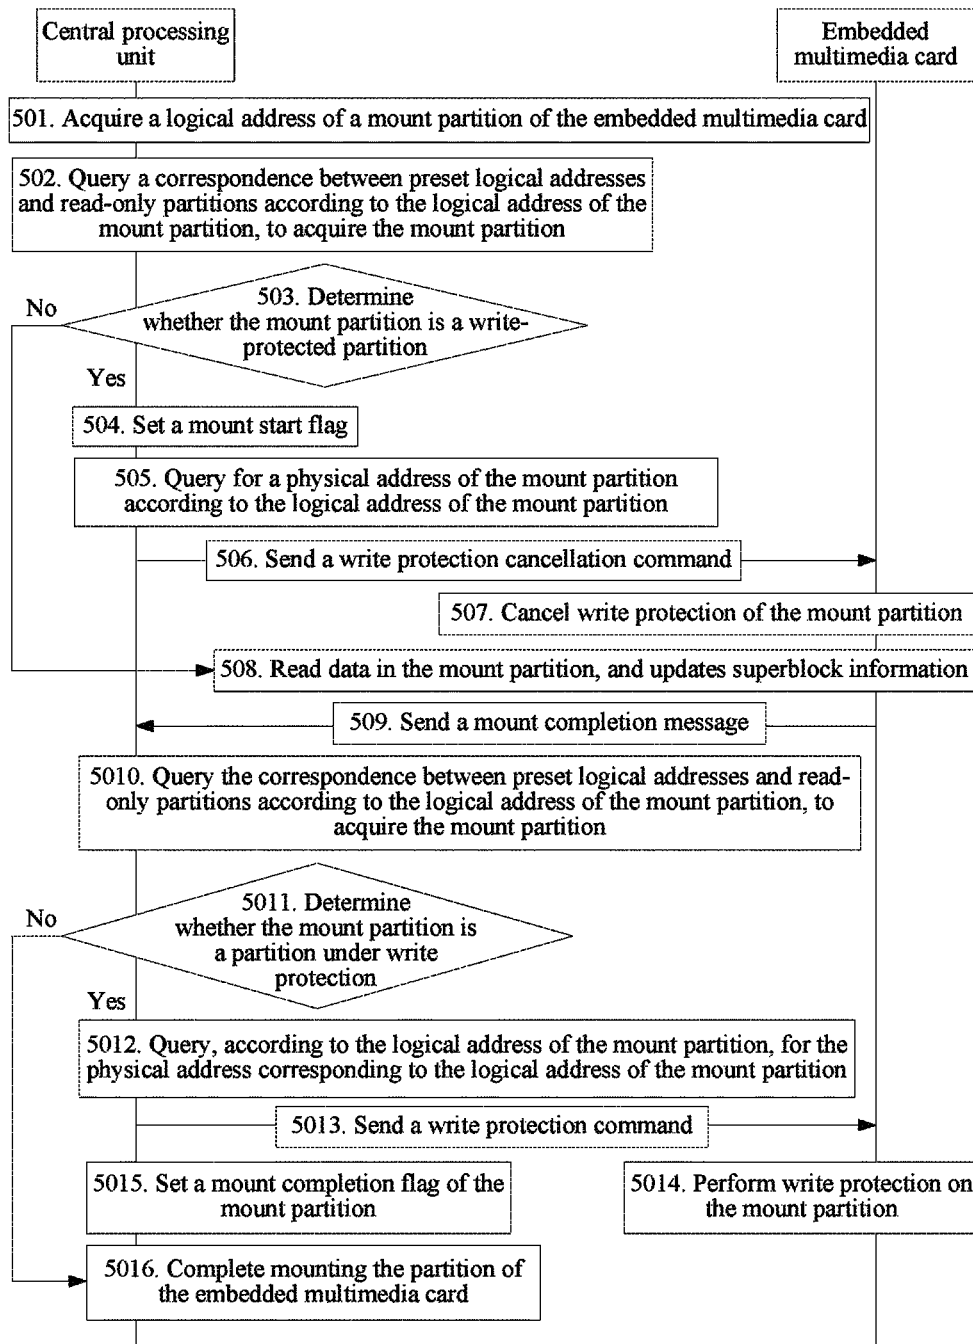 Central processing
unit
Embedded
multimedia card
501. Acquire a logical address of a mount partition of the embedded multimedia card
502. Query a correspondence between preset logical addresses
and read-only partitions according to the logical address of the
mount partition, to acquire the mount partition
503. Determine
whether the mount partition is a write-
protected partition
No
Yes
504. Set a mount start flag
505. Query for a physical address of the mount partition
according to the logical address of the mount partition
506. Send a write protection cancellation command
507. Cancel write protection of the mount partition
508. Read data in the mount partition, and updates superblock information
509. Send a mount completion message
5010. Query the correspondence between preset logical addresses and read-
only partitions according to the logical address of the mount partition, to
acquire the mount partition
5011. Determine
whether the mount partition is
a partition under write
protection
No
Yes
5012. Query, according to the logical address of the mount partition, for the
physical address corresponding to the logical address of the mount partition
5013. Send a write protection command
5015. Set a mount completion flag of the
mount partition
5014. Perform write protection on
the mount partition
5016. Complete mounting the partition of
the embedded multimedia card